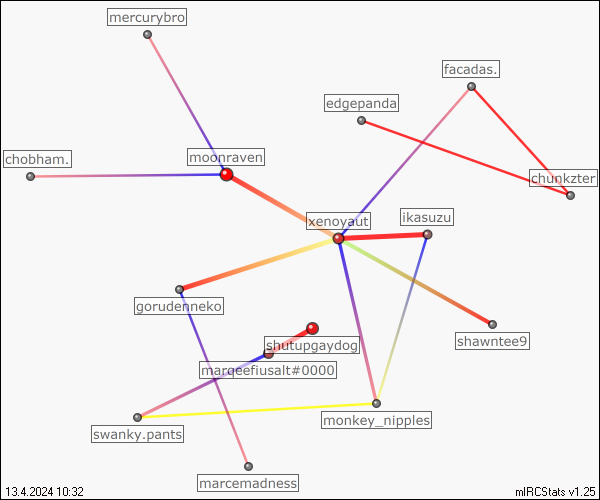 mercurybro
facadas.
edgepanda
chobham.
moonraven
chunkzter
xenoyaut
ikasuzu
gorudenneko
shutupgaydog
shawntee9
marqeefiusalt#0000
monkey_nipples
swanky.pants
marcemadness
13.4.2024 10:32
mIRCStats v1.25